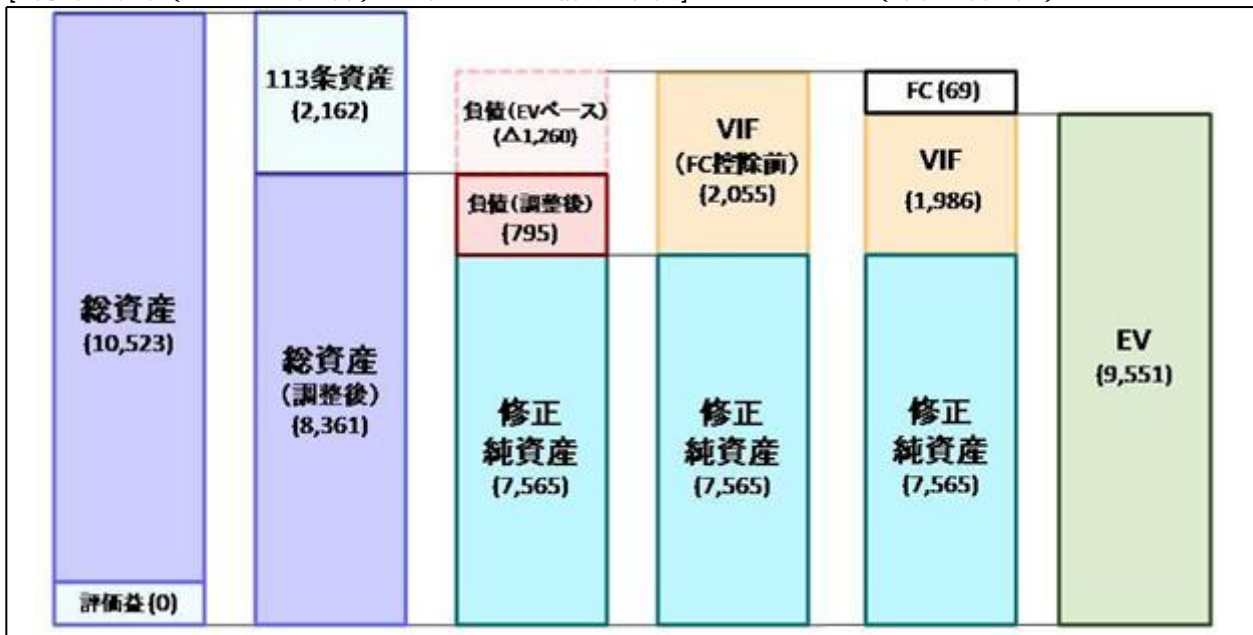 総資産
(10,523)
評価益(0)
113条資産
(2,162)
総資産
(調整後)
(8,361)
負値(EVベース)
(△1,260)
負値(調整後)
(795)
修正
純資産
(7,565)
VIF
(FC控除前)
(2,055)
修正
純資産
(7,565)
FC(69)
VIF
(1,986)
修正
純資産
(7,565)
EV
(9,551)